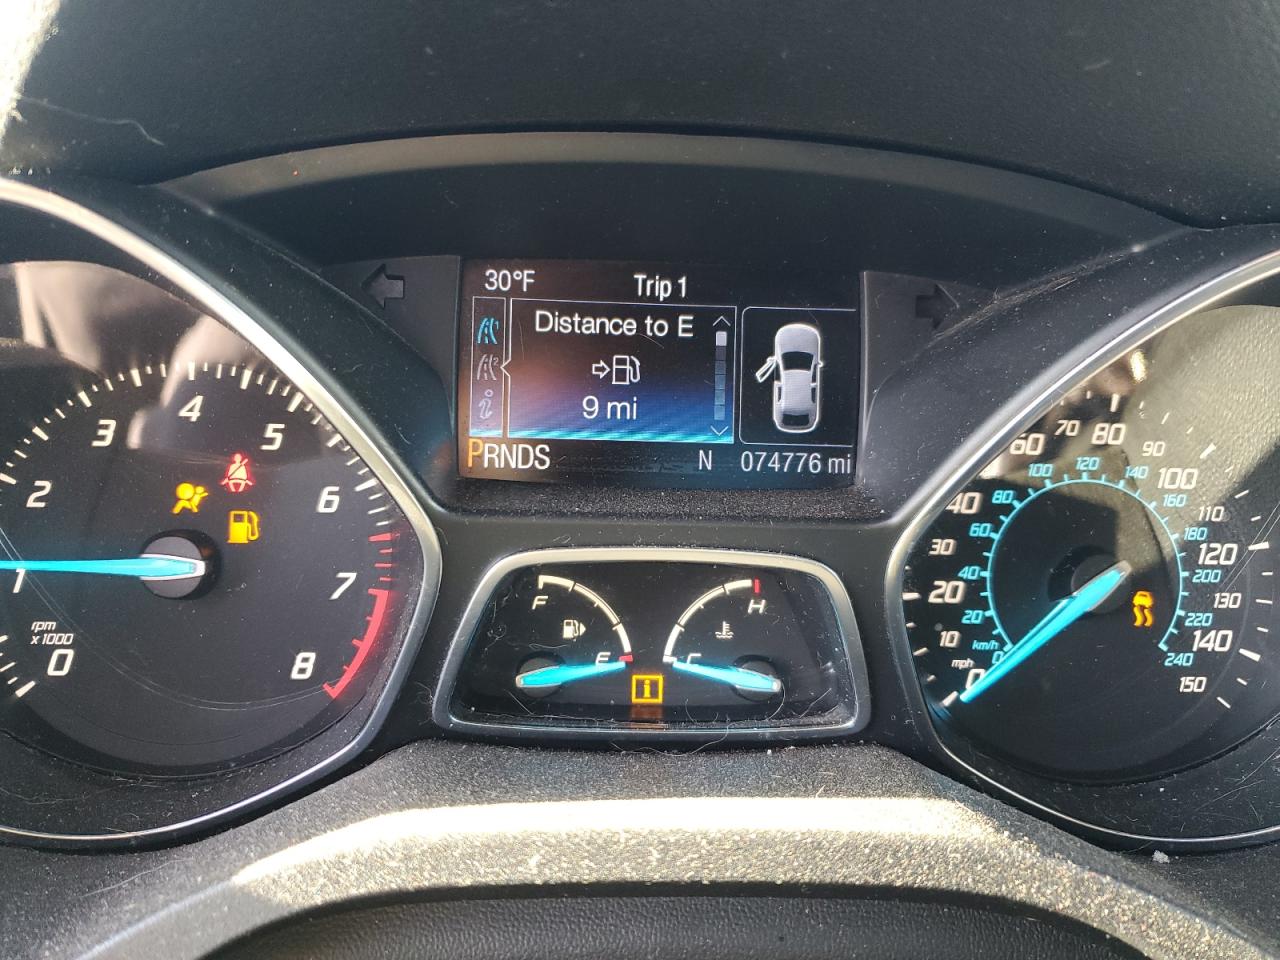 30°F Trip 1
Distance to E
9 mi
PRNDS N 074776 mi
1 2 3 4 5 6 7 8
0
rpm
x1000
F E
C H
0 10 20 30 40 60 70 80 90 100 110 120 130 140 150
mph
0 20 40 60 80 100 120 140 160 180 200 220 240
km/h